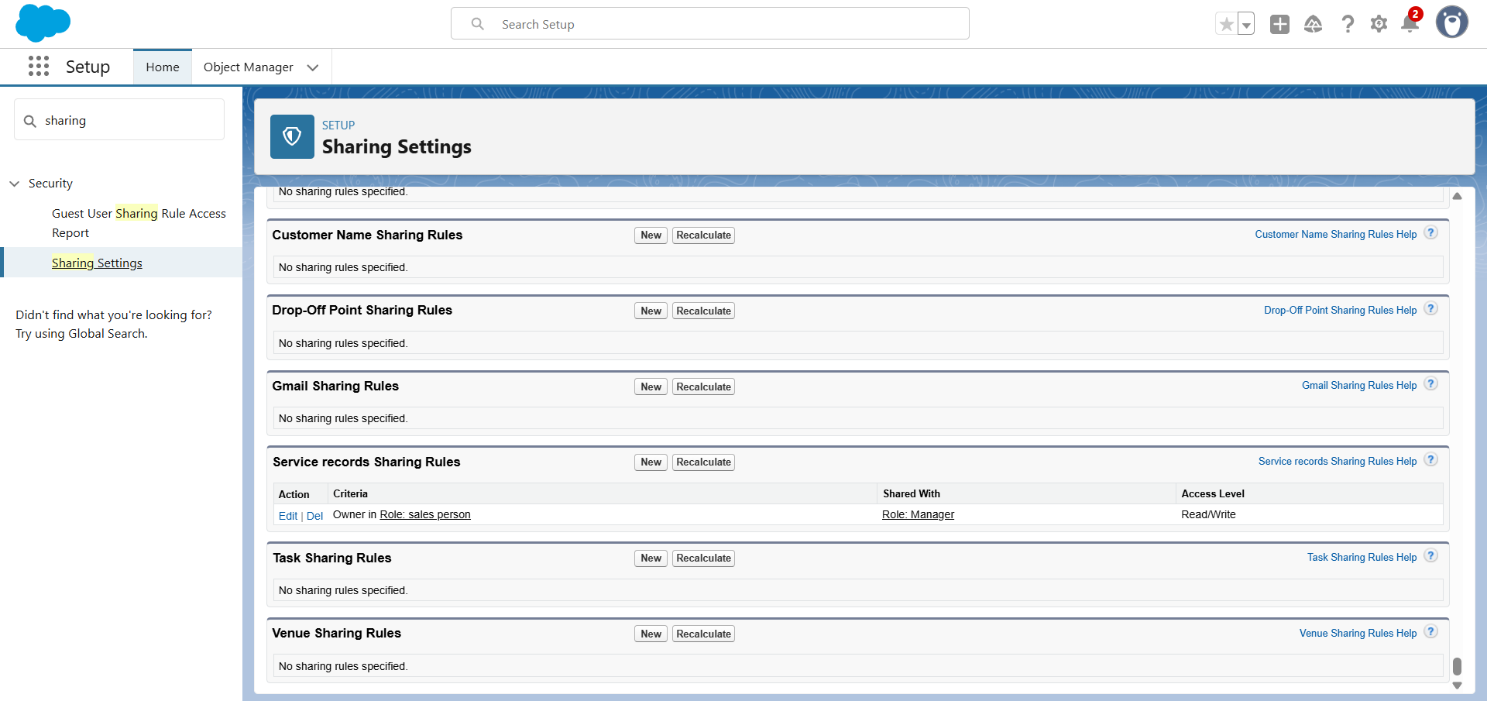 Search Setup
2
Setup
Home
Object Manager
sharing
Security
Guest User Sharing Rule Access
Report
Sharing Settings
Didn't find what you're looking for?
Try using Global Search.
SETUP
Sharing Settings
No sharing rules specified.
Customer Name Sharing Rules New Recalculate Customer Name Sharing Rules Help ?
No sharing rules specified.
Drop-Off Point Sharing Rules New Recalculate Drop-Off Point Sharing Rules Help ?
No sharing rules specified.
Gmail Sharing Rules New Recalculate Gmail Sharing Rules Help ?
No sharing rules specified.
Service records Sharing Rules New Recalculate Service records Sharing Rules Help ?
Action Criteria Shared With Access Level
Edit | Del Owner in Role: sales person Role: Manager Read/Write
Task Sharing Rules New Recalculate Task Sharing Rules Help ?
No sharing rules specified.
Venue Sharing Rules New Recalculate Venue Sharing Rules Help ?
No sharing rules specified.